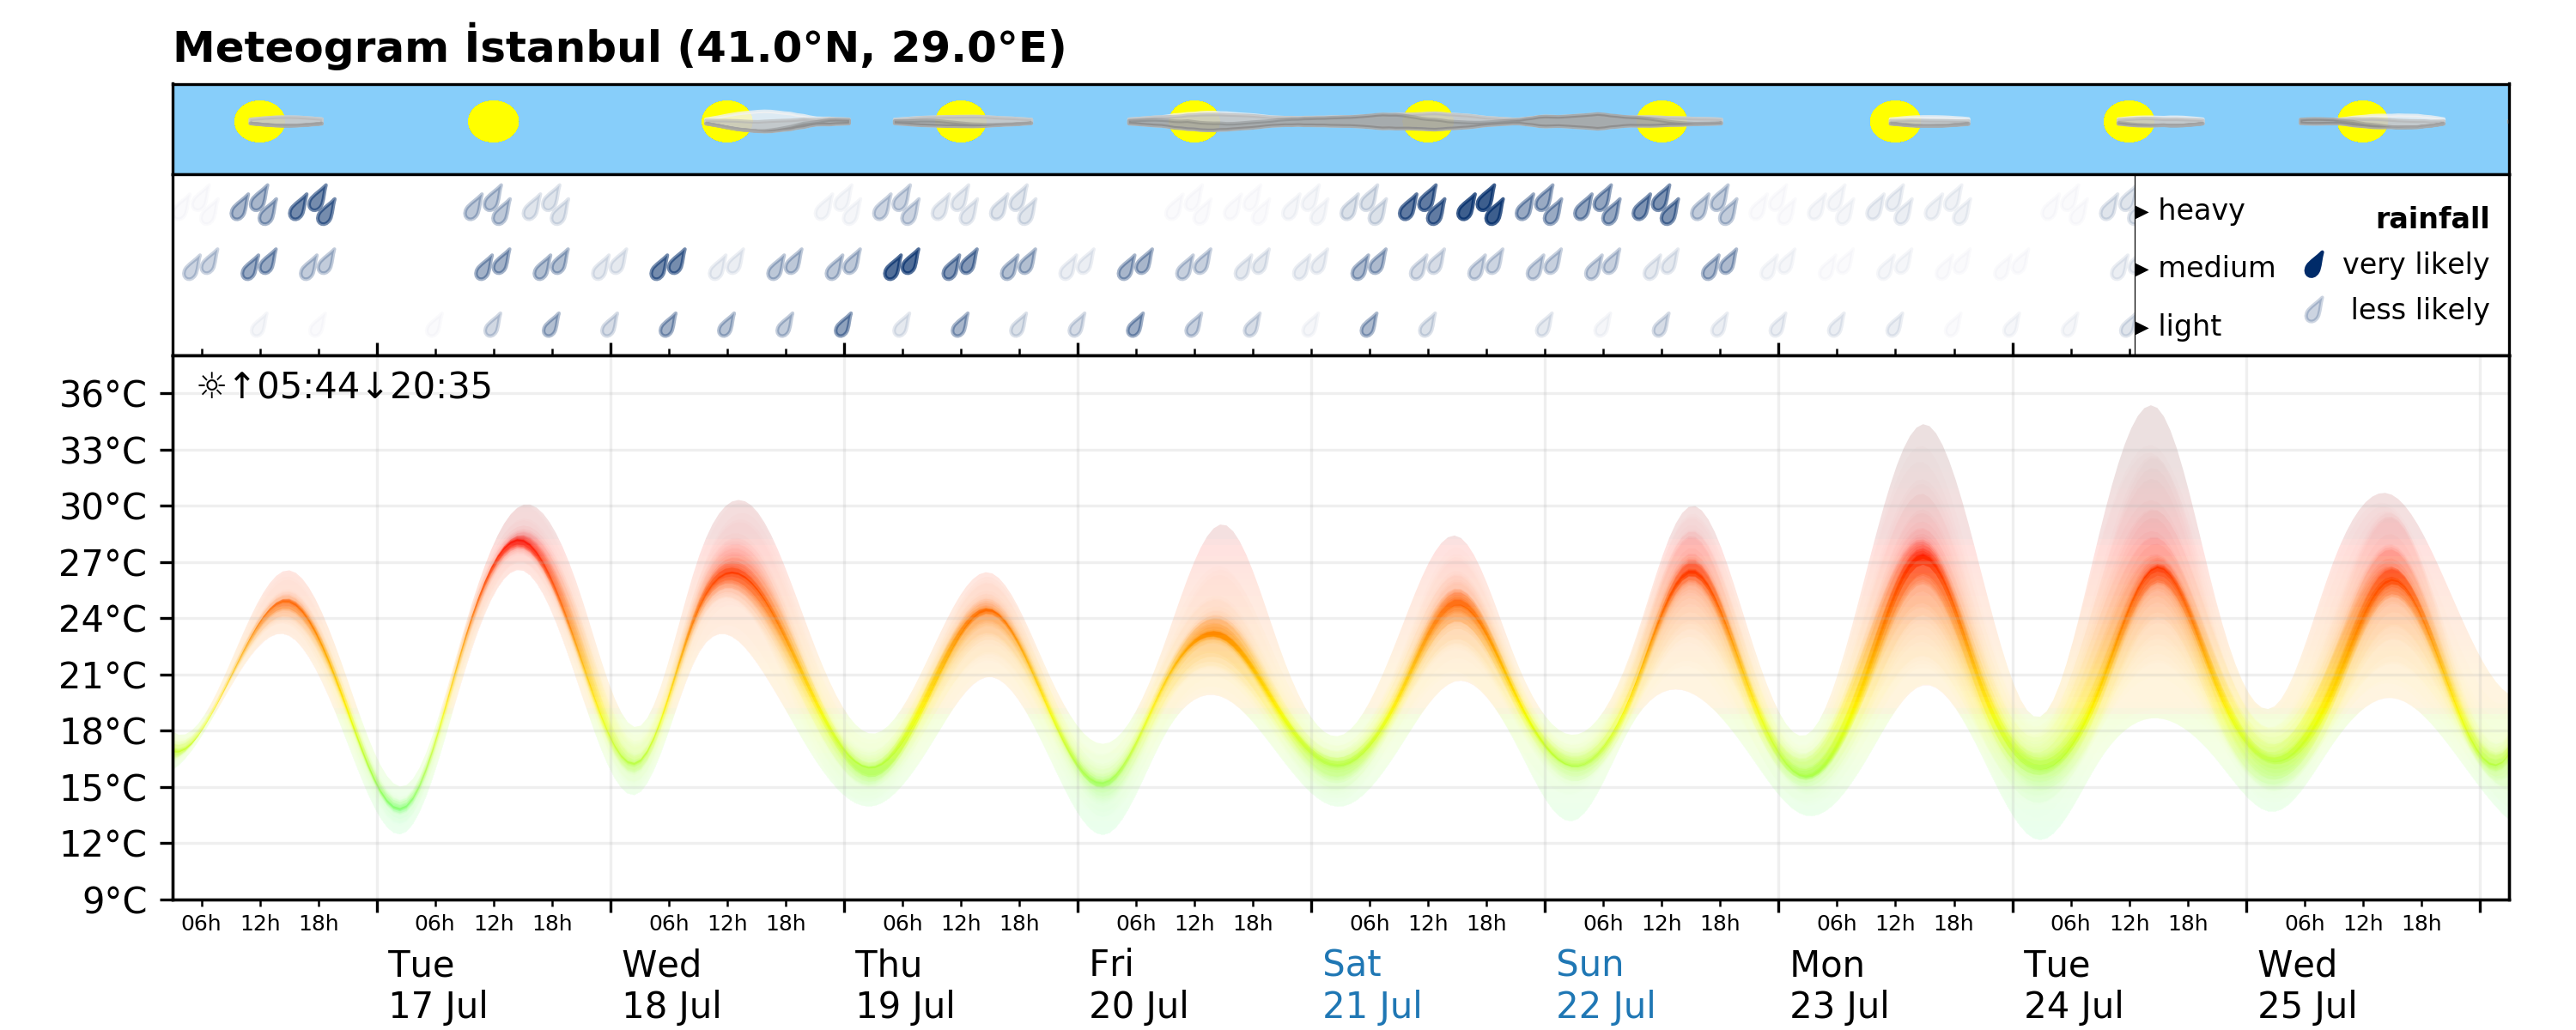 Meteogram İstanbul (41.0°N, 29.0°E)
heavy
rainfall
medium
very likely
less likely
light
☼↑05:44↓20:35
36°C
33°C
30°C
27°C
24°C
21°C
18°C
15°C
12°C
9°C
06h 12h 18h 06h 12h 18h 06h 12h 18h 06h 12h 18h 06h 12h 18h 06h 12h 18h 06h 12h 18h 06h 12h 18h 06h 12h 18h 06h 12h 18h
Tue Wed Thu Fri Sat Sun Mon Tue Wed
17 Jul 18 Jul 19 Jul 20 Jul 21 Jul 22 Jul 23 Jul 24 Jul 25 Jul